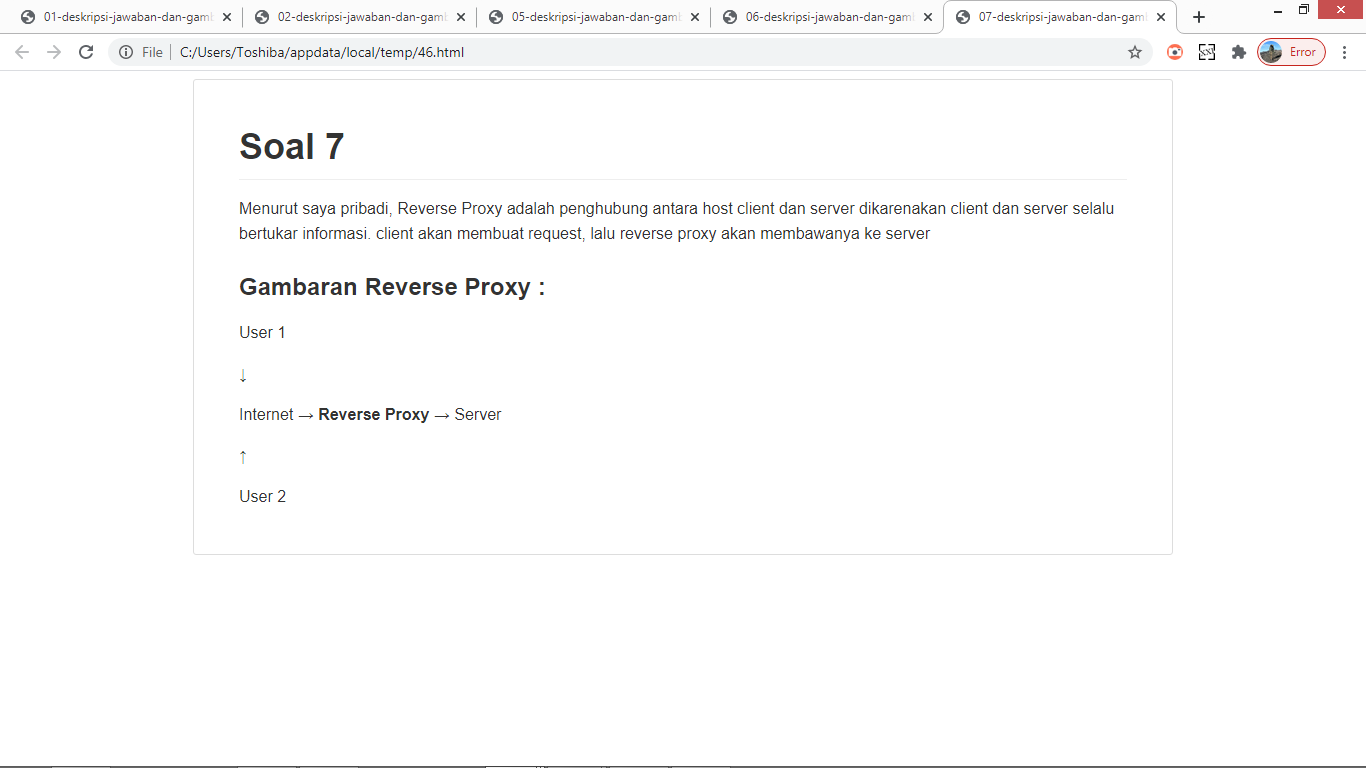 01-deskripsi-jawaban-dan-gamb
02-deskripsi-jawaban-dan-gamb
05-deskripsi-jawaban-dan-gamb
06-deskripsi-jawaban-dan-gaml
07-deskripsi-jawaban-dan-gaml
File
C:/Users/Toshiba/appdata/local/temp/46.html
Error
Soal 7
Menurut saya pribadi, Reverse Proxy adalah penghubung antara host client dan server dikarenakan client dan server selalu
bertukar informasi. client akan membuat request, lalu reverse proxy akan membawanya ke server
Gambaran Reverse Proxy :
User 1
↓
Internet → Reverse Proxy → Server
↑
User 2